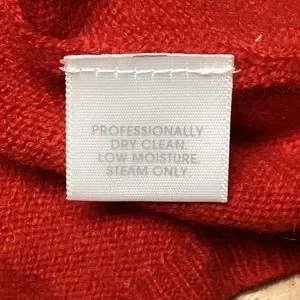 PROFESSIONALLY
DRY CLEAN.
LOW MOISTURE.
STEAM ONLY.